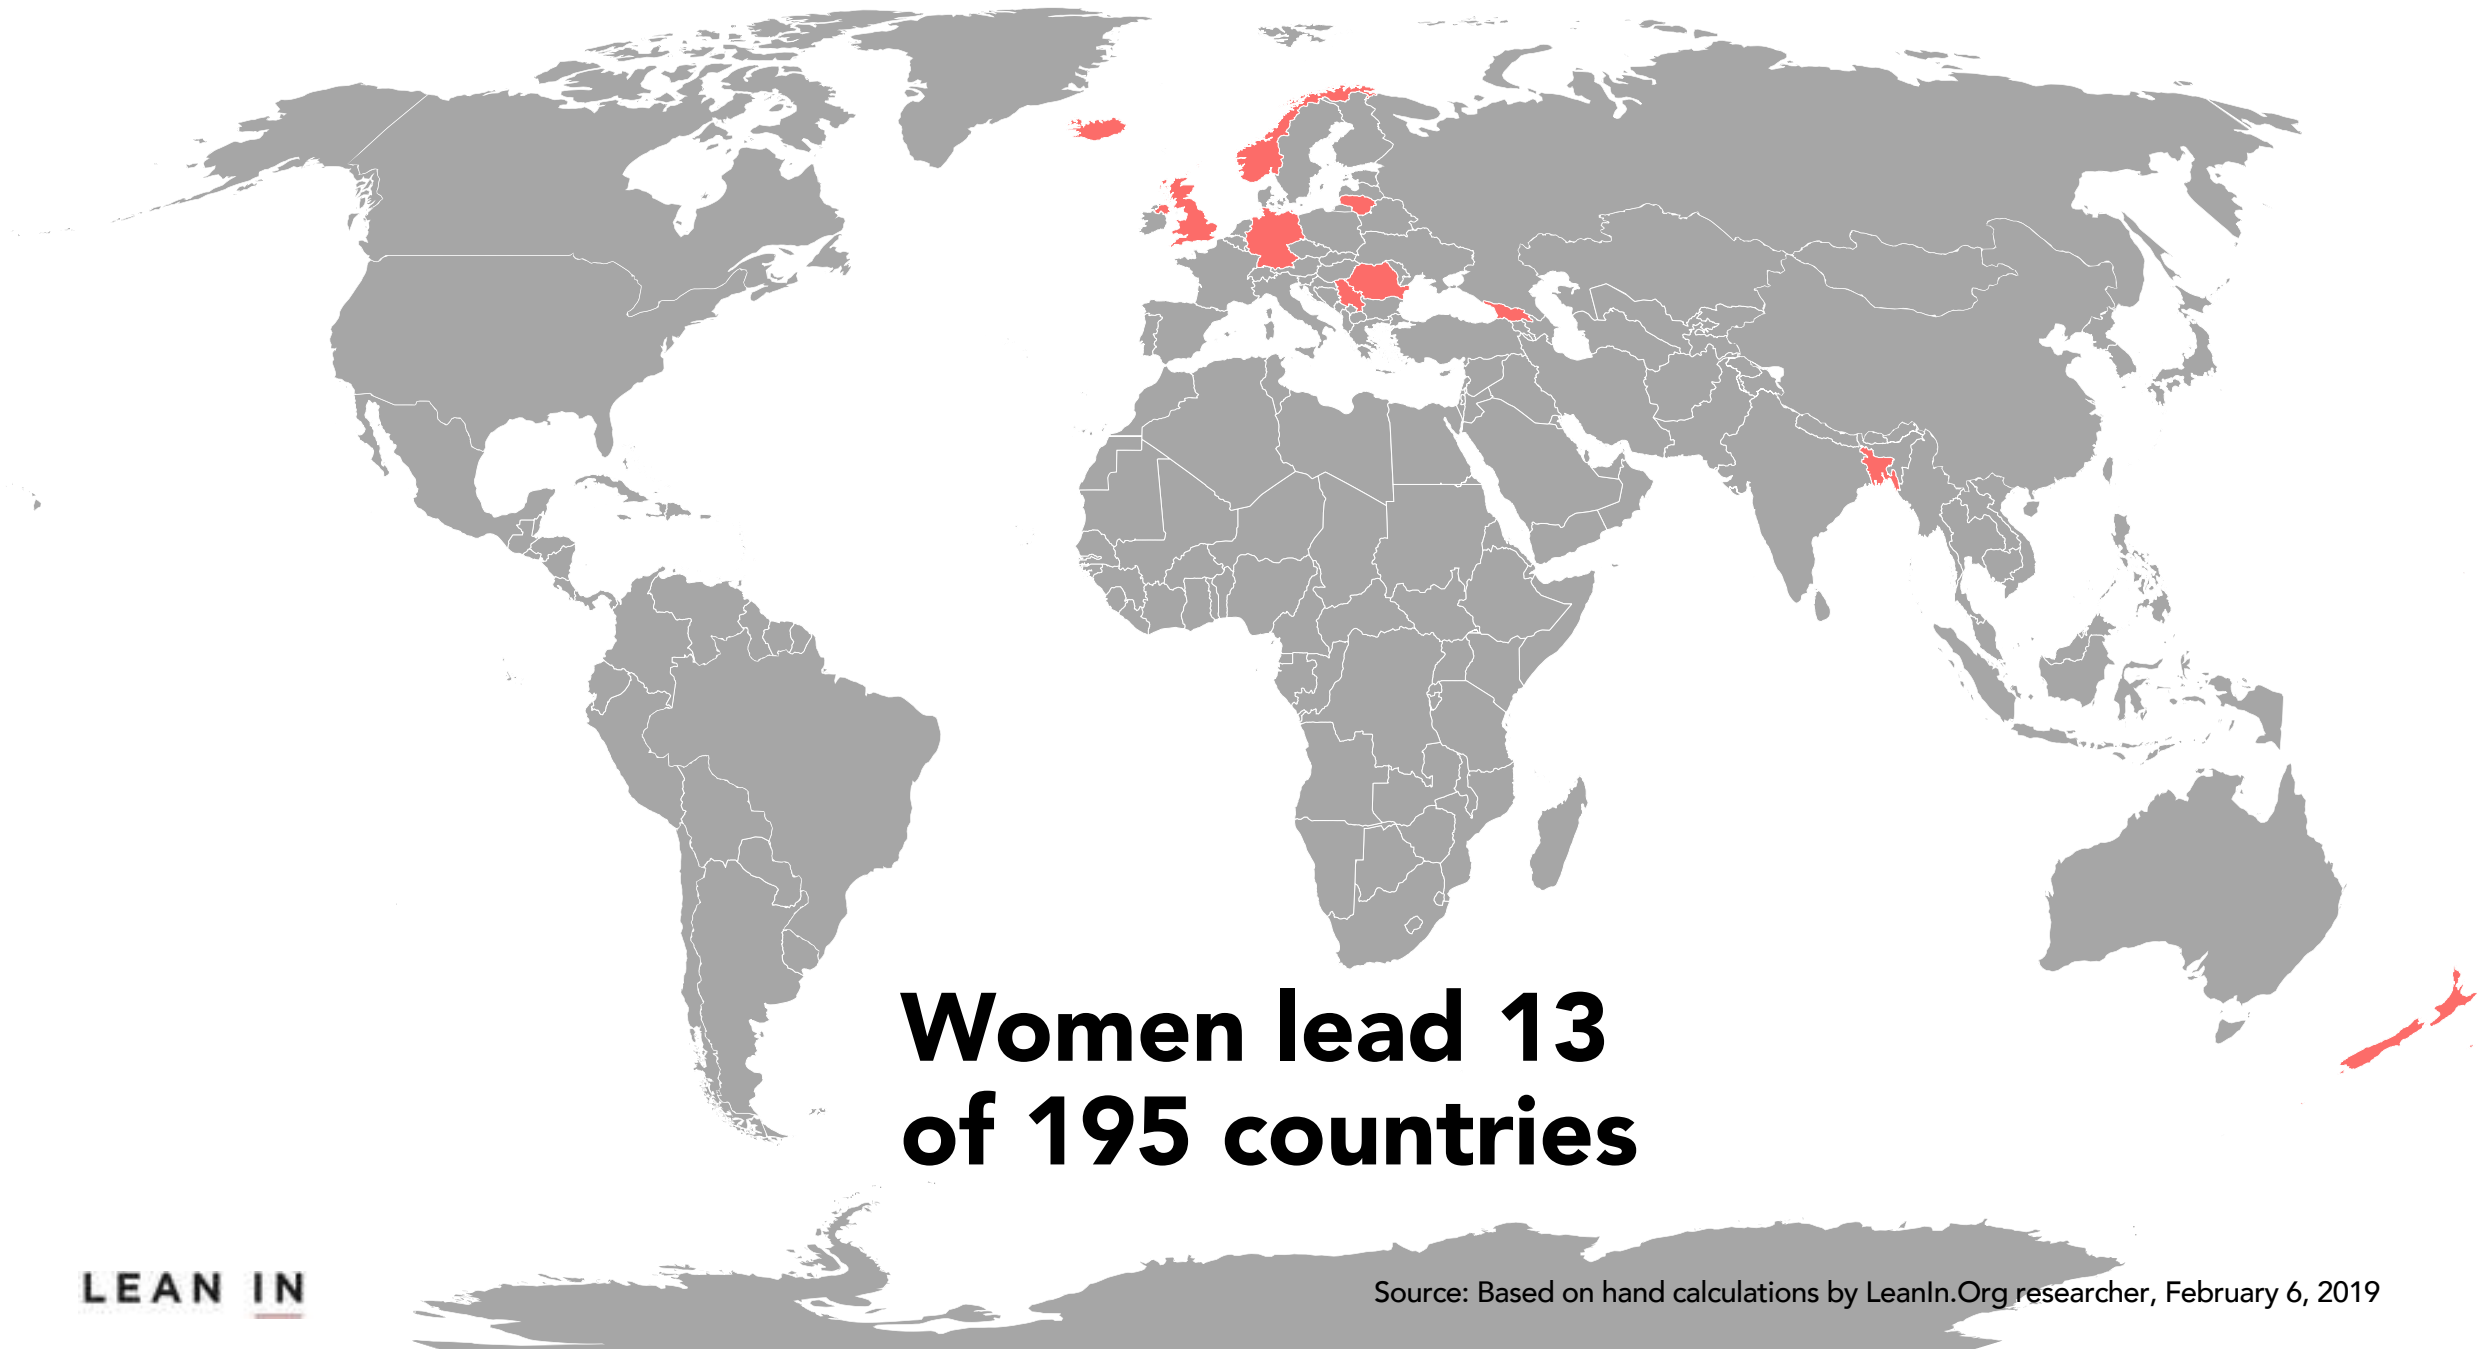 Women lead 13
of 195 countries
LEAN IN
Source: Based on hand calculations by LeanIn.Org researcher, February 6, 2019